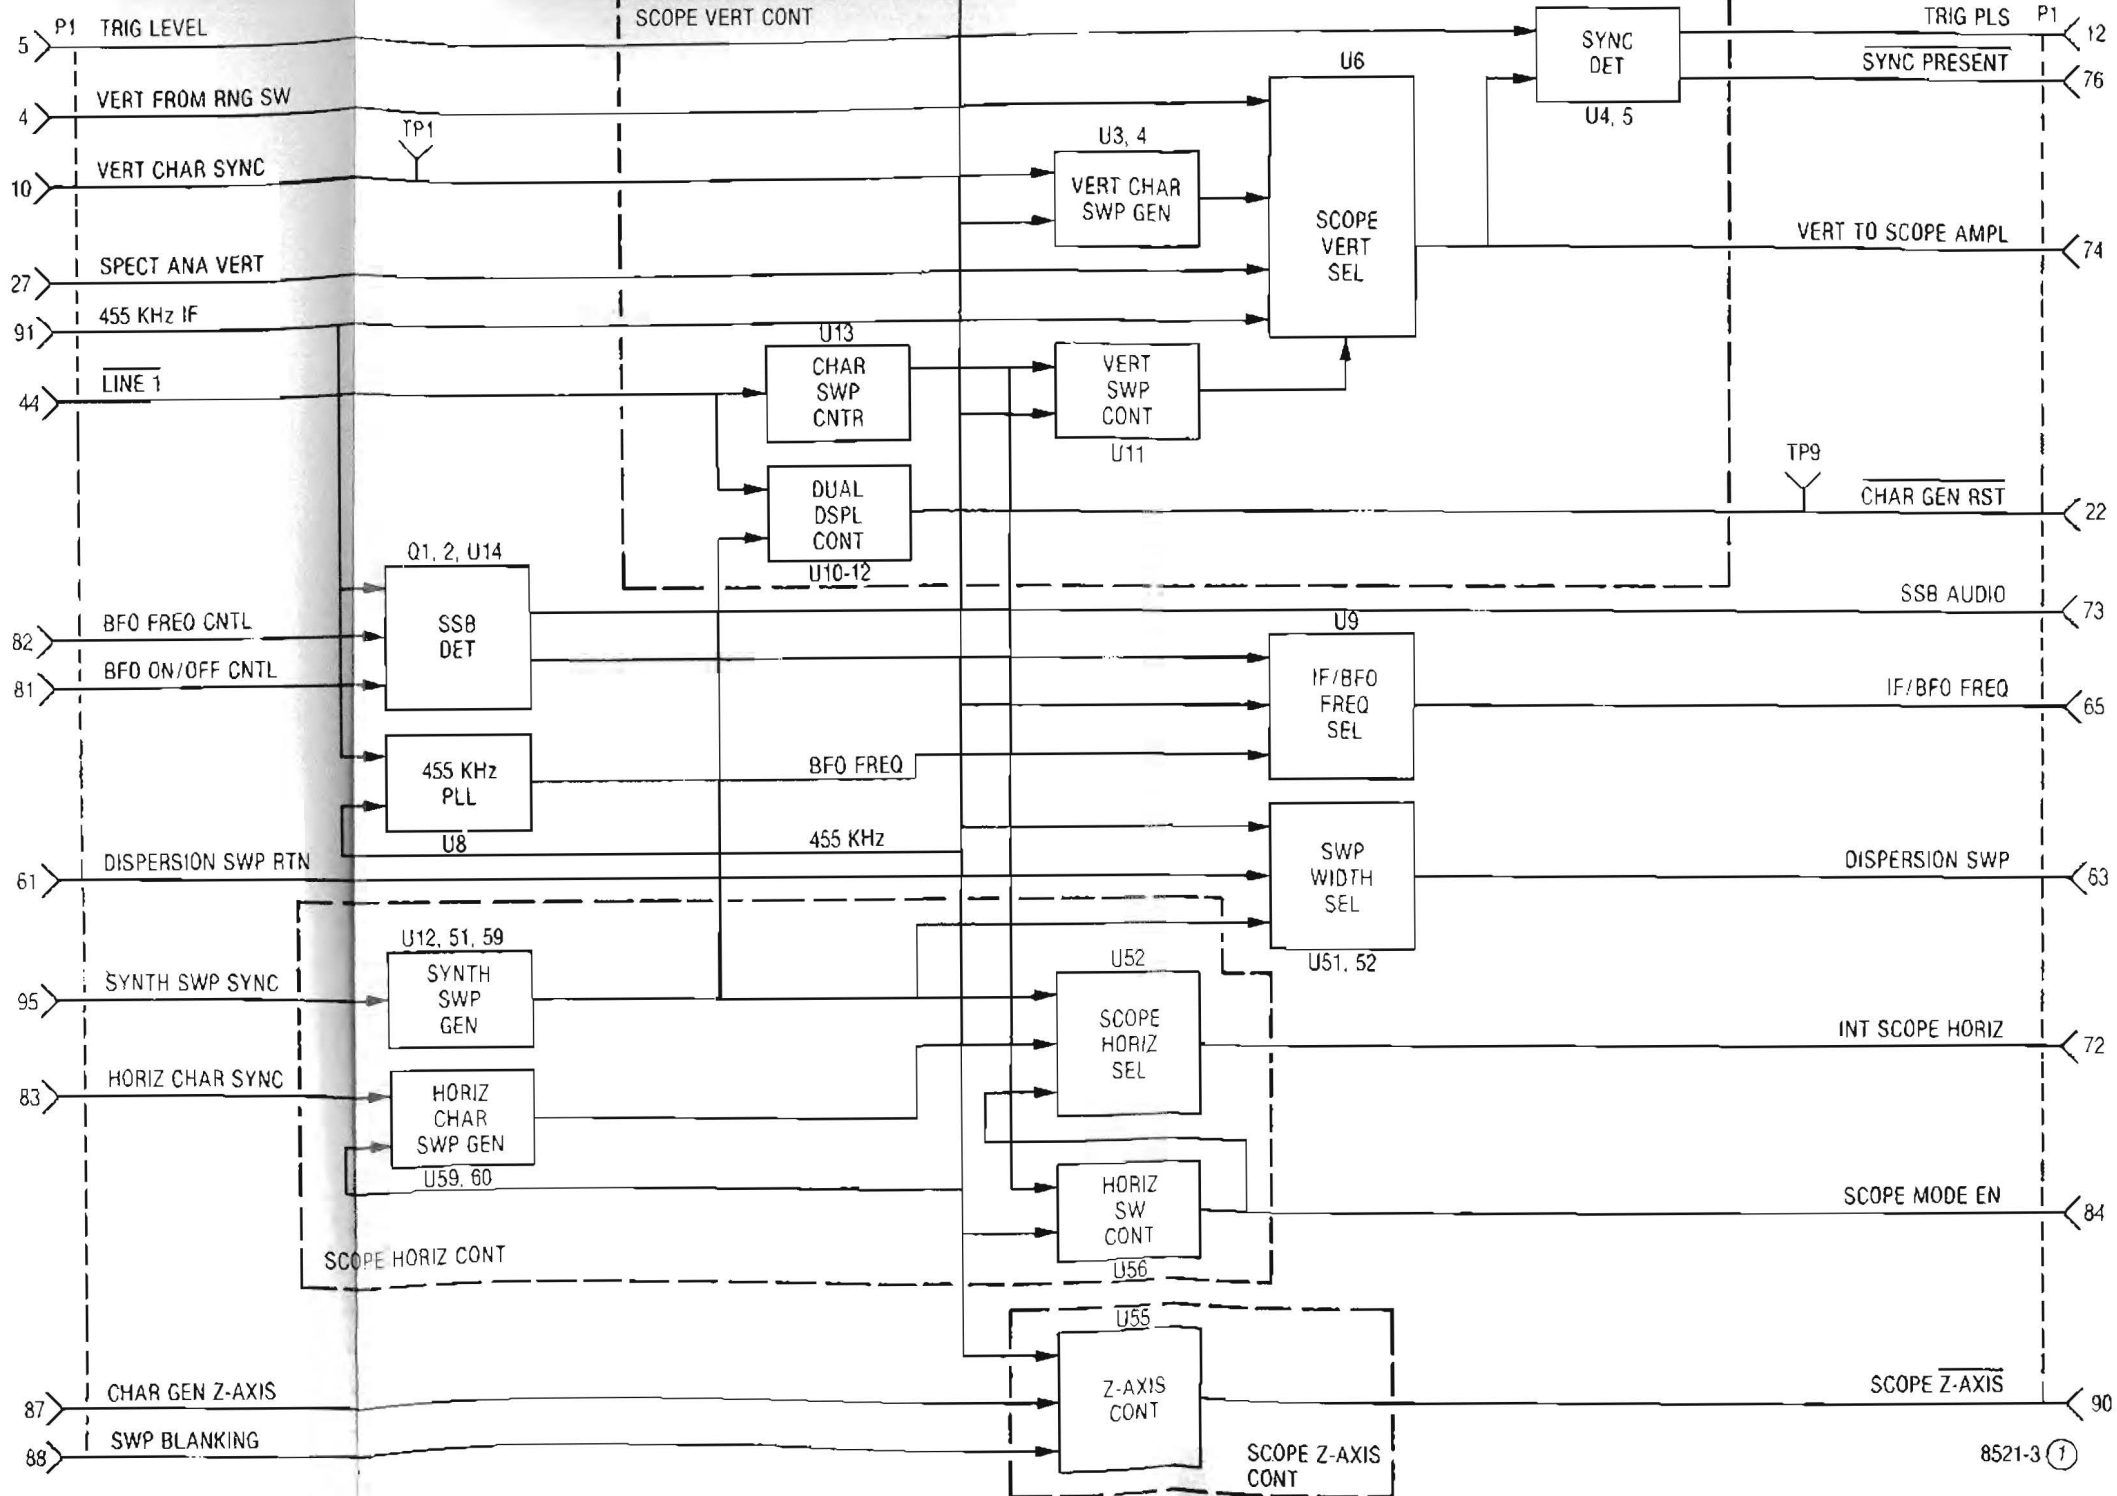 SCOPE VERT CONT
P1
5
TRIG LEVEL
4
VERT FROM RNG SW
TP1
10
VERT CHAR SYNC
27
SPECT ANA VERT
91
455 KHz IF
44
LINE 1
U13
CHAR
SWP
CNTR
DUAL
DSPL
CONT
U10-12
U3, 4
VERT CHAR
SWP GEN
VERT
SWP
CONT
U11
U6
SCOPE
VERT
SEL
SYNC
DET
U4, 5
TRIG PLS
P1
12
SYNC PRESENT
76
VERT TO SCOPE AMPL
74
TP9
CHAR GEN RST
22
Q1, 2, U14
SSB
DET
82
BFO FREQ CNTL
81
BFO ON/OFF CNTL
455 KHz
PLL
U8
BFO FREQ
455 KHz
SSB AUDIO
73
U9
IF/BFO
FREQ
SEL
IF/BFO FREQ
65
61
DISPERSION SWP RTN
SWP
WIDTH
SEL
U51, 52
DISPERSION SWP
63
U12, 51, 59
SYNTH
SWP
GEN
95
SYNTH SWP SYNC
83
HORIZ CHAR SYNC
HORIZ
CHAR
SWP GEN
U59, 60
SCOPE HORIZ CONT
U52
SCOPE
HORIZ
SEL
INT SCOPE HORIZ
72
HORIZ
SW
CONT
U56
SCOPE MODE EN
84
U55
Z-AXIS
CONT
SCOPE Z-AXIS
CONT
87
CHAR GEN Z-AXIS
88
SWP BLANKING
SCOPE Z-AXIS
90
8521-3 1